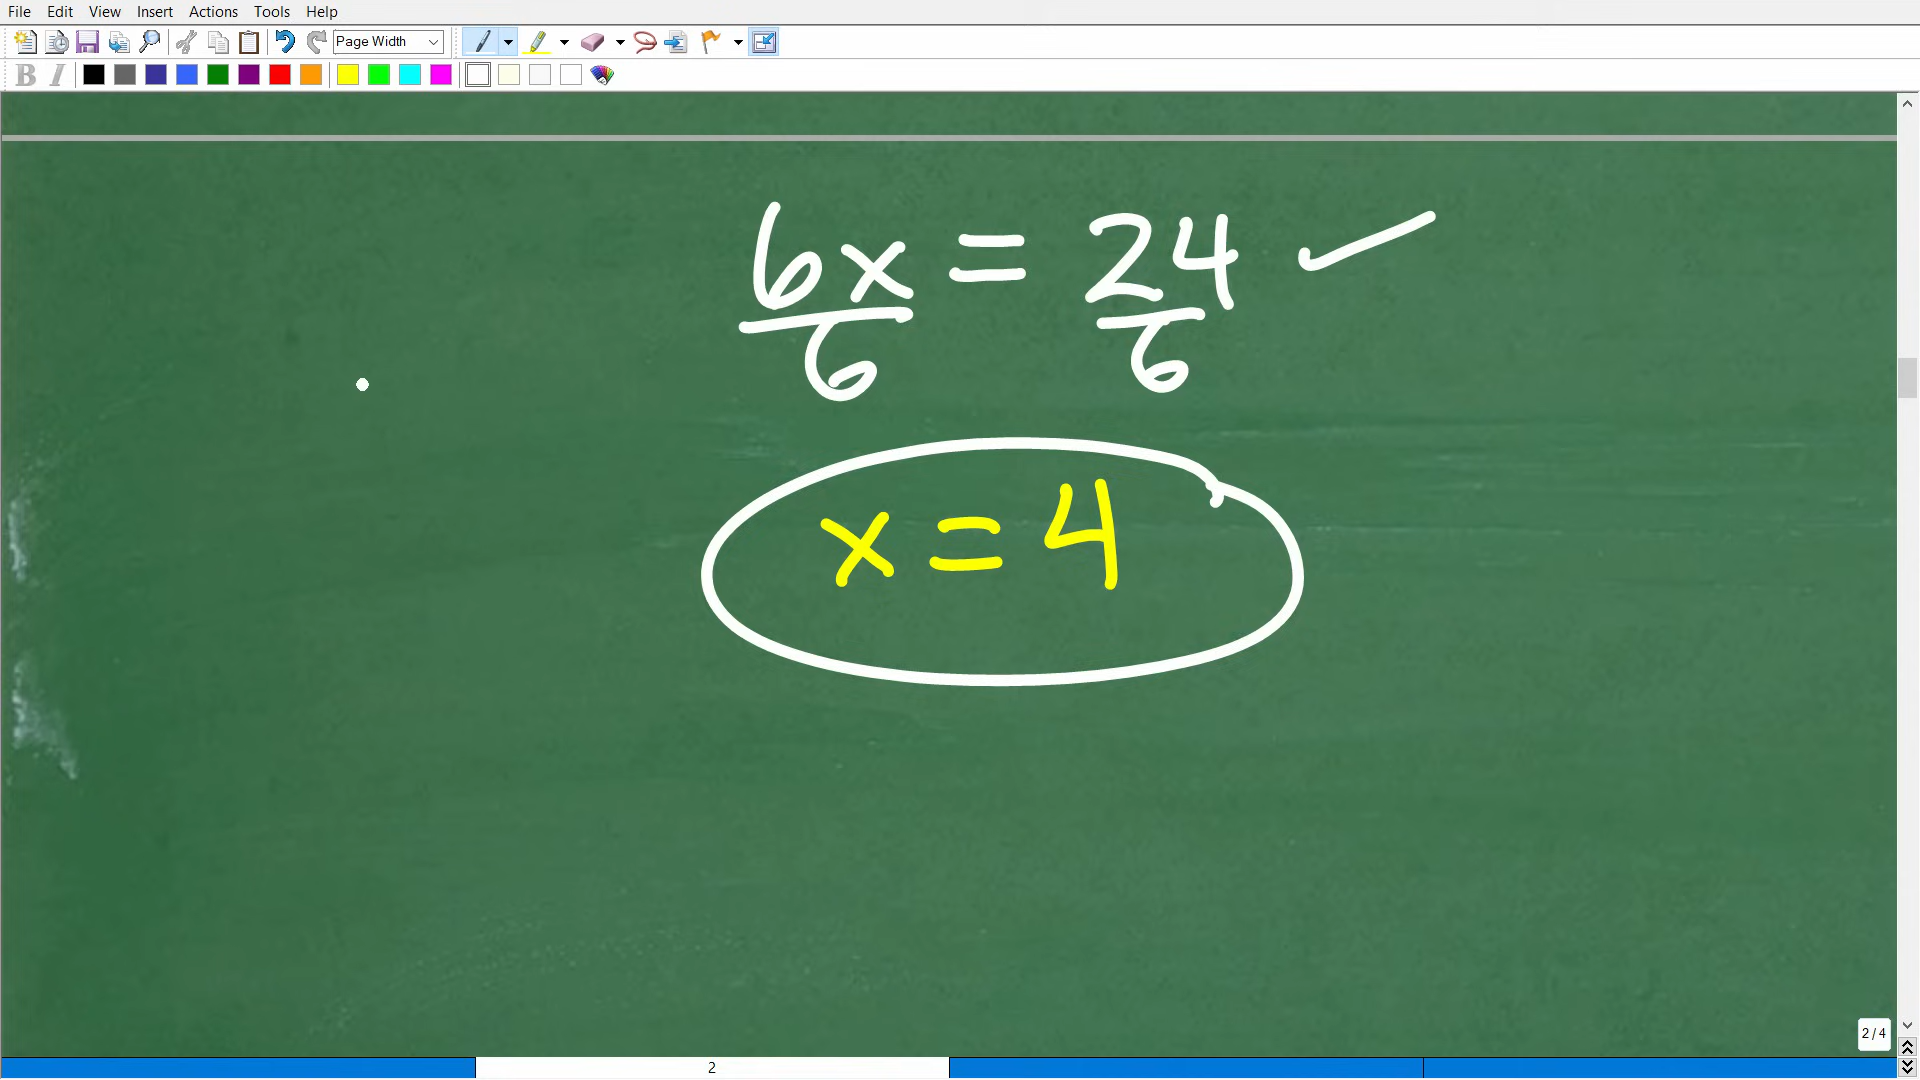 File Edit View Insert Actions Tools Help
Page Width
B I
6x = 24 ✓
6 6
x = 4
2 / 4
2